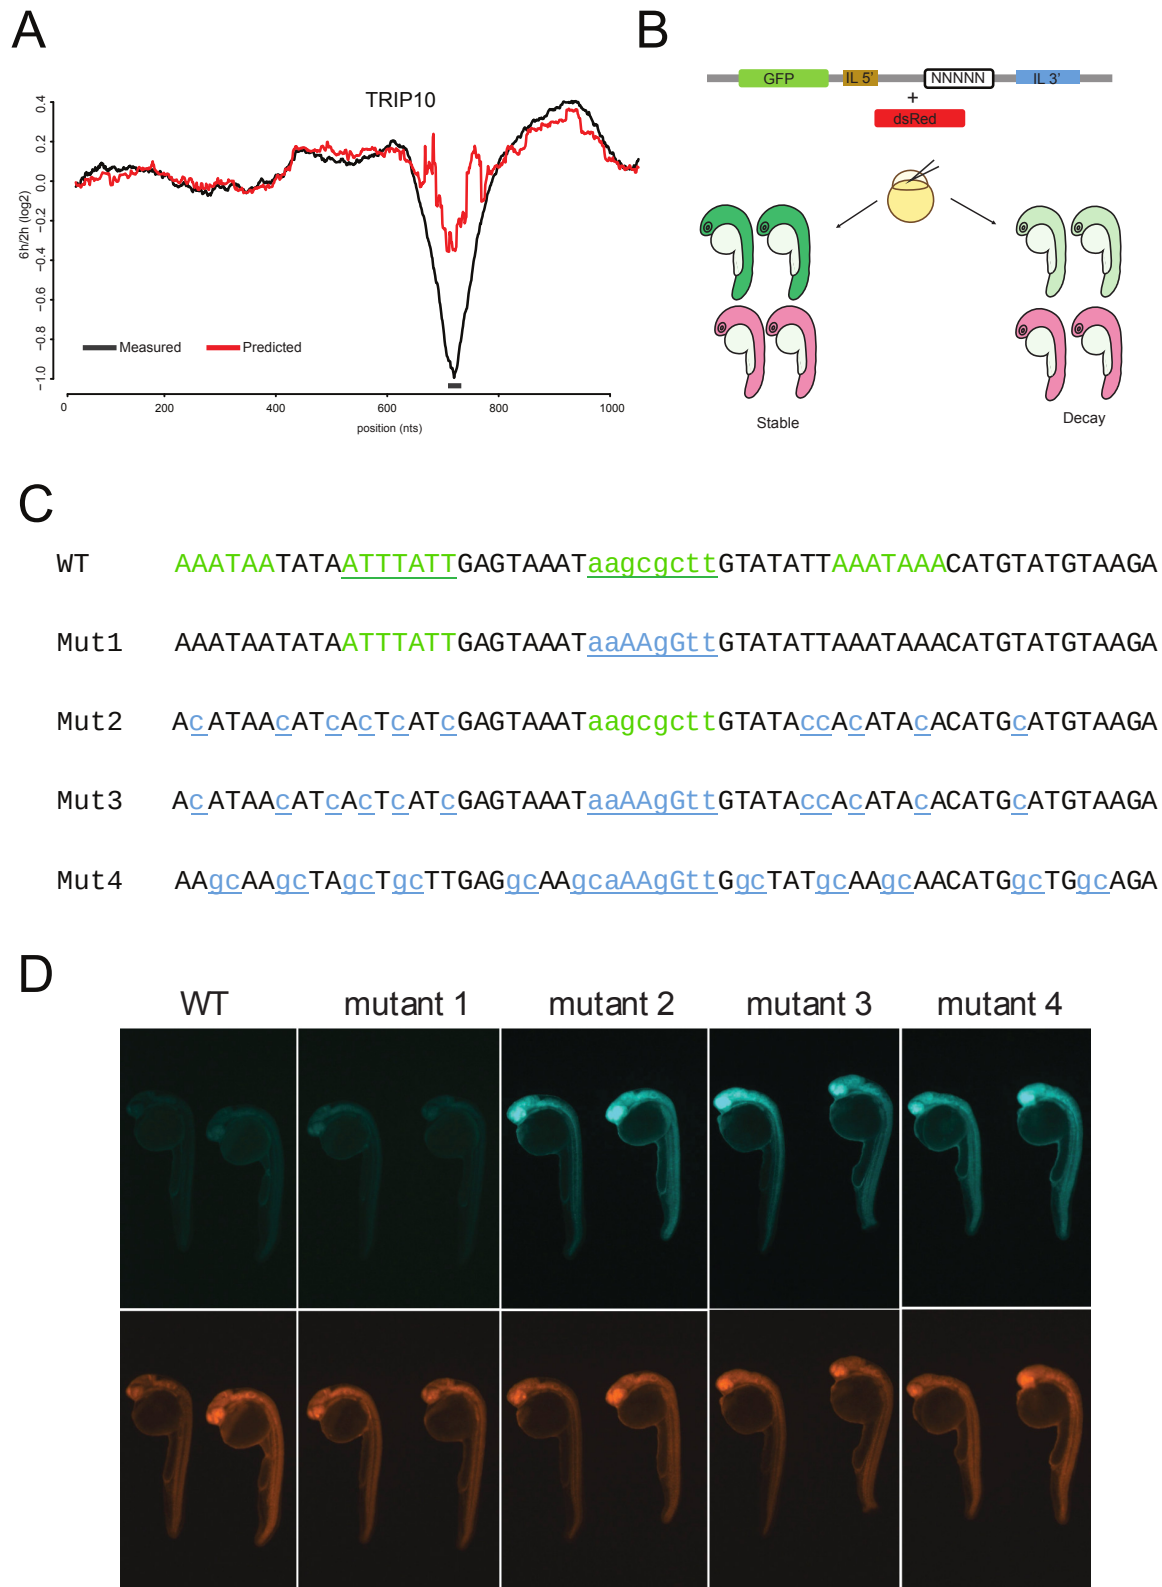 A
B
TRIP10
6h/2h (log2)
0.4
0.2
0.0
−0.2
−0.4
−0.6
−0.8
−1.0
Measured
Predicted
0
200
400
600
800
1000
position (nts)
GFP
IL 5'
NNNNN
IL 3'
+
dsRed
Stable
Decay
C
WT AAATAATATAATTTATTGAGTAAATaagcgcttGTATATTAAATAAACATGTATGTAAGA
Mut1 AAATAATATAATTTATTGAGTAAATaaAAgGttGTATATTAAATAAACATGTATGTAAGA
Mut2 AcATAAcATcAcTcATcGAGTAAATaagcgcttGTATAccAcATAcACATGcATGTAAGA
Mut3 AcATAAcATcAcTcATcGAGTAAATaaAAgGttGTATAccAcATAcACATGcATGTAAGA
Mut4 AAgcAAgcTAgcTgcTTGAGgcAAgcaAAgGttGgcTATgcAAgcAACATGgcTGgcAGA
D
WT
mutant 1
mutant 2
mutant 3
mutant 4